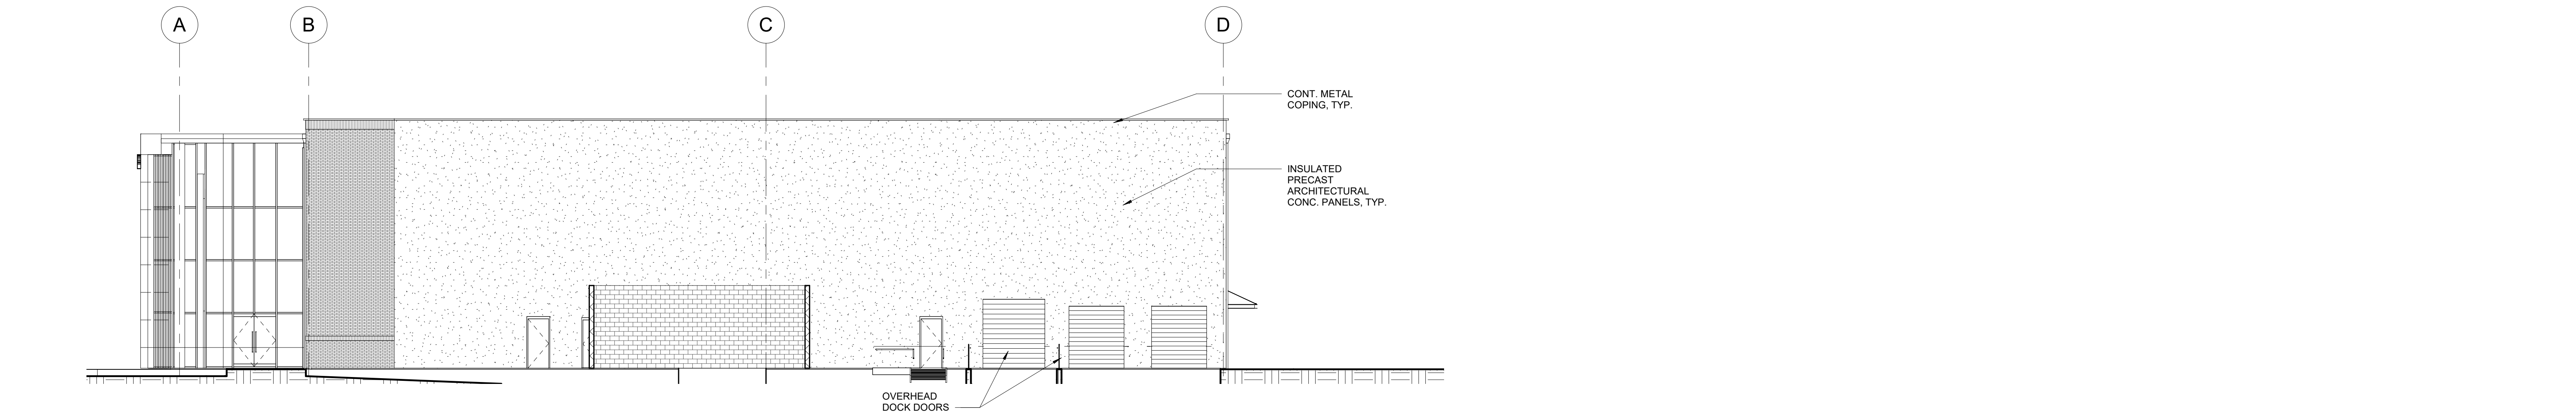 A
B
C
D
CONT. METAL
COPING, TYP.
INSULATED
PRECAST
ARCHITECTURAL
CONC. PANELS, TYP.
OVERHEAD
DOCK DOORS